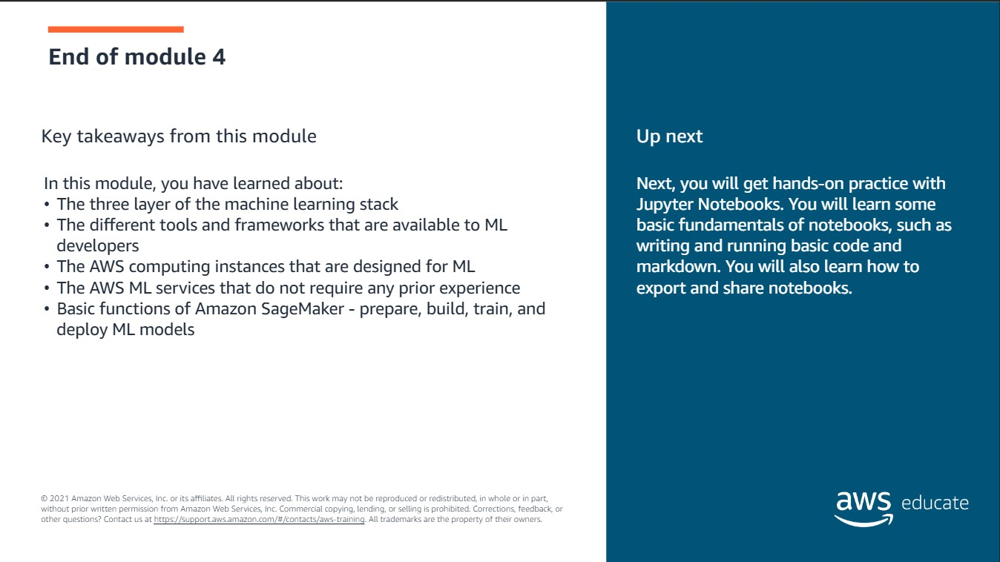 End of module 4
Key takeaways from this module
In this module, you have learned about:
• The three layer of the machine learning stack
• The different tools and frameworks that are available to ML
developers
• The AWS computing instances that are designed for ML
• The AWS ML services that do not require any prior experience
• Basic functions of Amazon SageMaker - prepare, build, train, and
deploy ML models
© 2021 Amazon Web Services, Inc. or its affiliates. All rights reserved. This work may not be reproduced or redistributed, in whole or in part,
without prior written permission from Amazon Web Services, Inc. Commercial copying, lending, or selling is prohibited. Corrections, feedback, or
other questions? Contact us at https://support.aws.amazon.com/#/contacts/aws-training. All trademarks are the property of their owners.
Up next
Next, you will get hands-on practice with
Jupyter Notebooks. You will learn some
basic fundamentals of notebooks, such as
writing and running basic code and
markdown. You will also learn how to
export and share notebooks.
aws educate